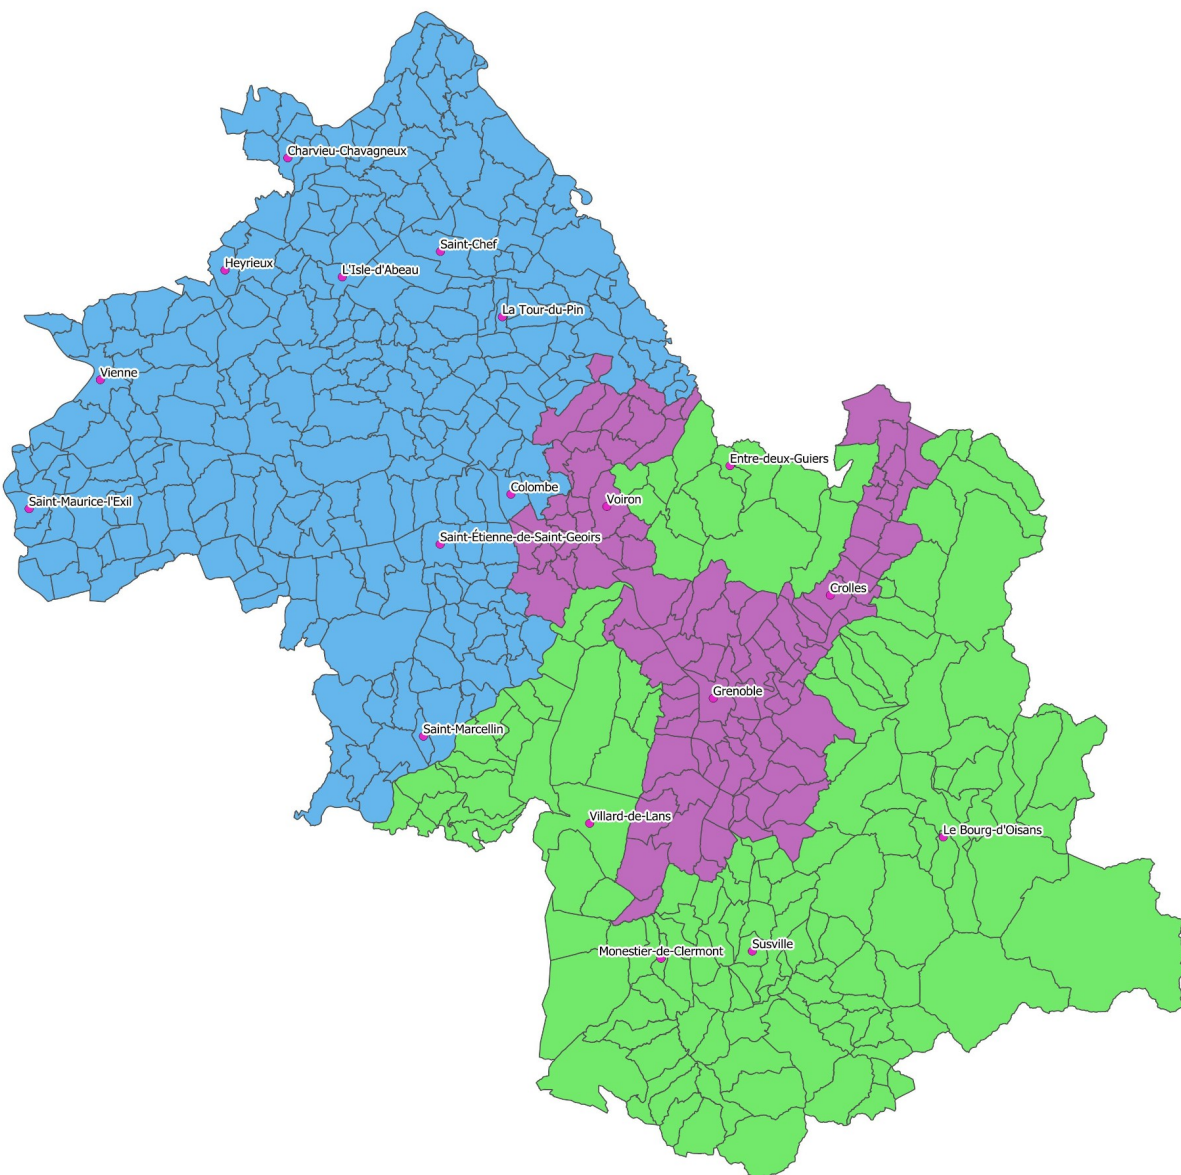 Charvieu-Chavagneux
Saint-Chef
Heyrieux
L'Isle-d'Abeau
La Tour-du-Pin
Vienne
Entre-deux-Guiers
Colombe
Saint-Maurice-l'Exil
Voiron
Saint-Étienne-de-Saint-Geoirs
Crolles
Grenoble
Saint-Marcellin
Villard-de-Lans
Le Bourg-d'Oisans
Susville
Monestier-de-Clermont